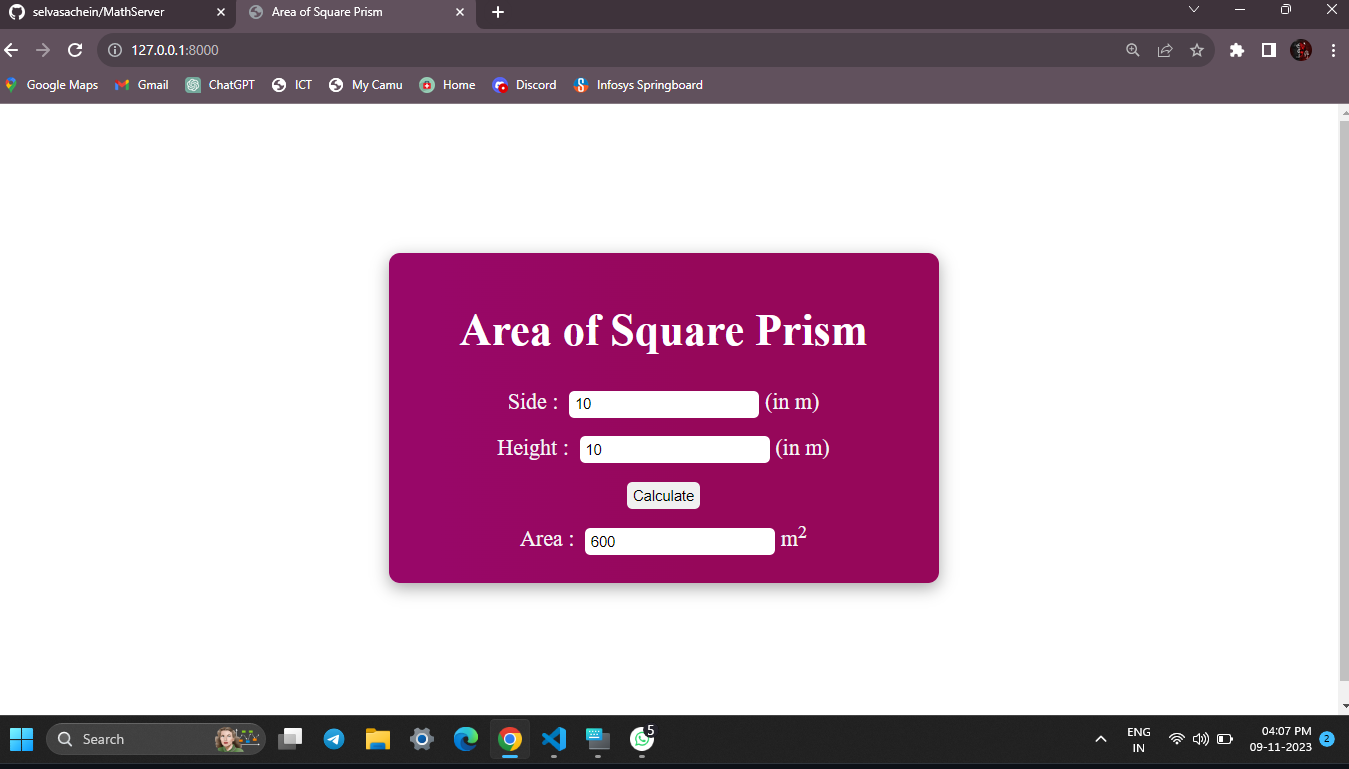 selvasachein/MathServer
Area of Square Prism
127.0.0.1:8000
Google Maps Gmail ChatGPT ICT My Camu Home Discord Infosys Springboard
Area of Square Prism
Side : 10 (in m)
Height : 10 (in m)
Calculate
Area : 600 m²
Search
5
ENG
IN
04:07 PM
09-11-2023
2